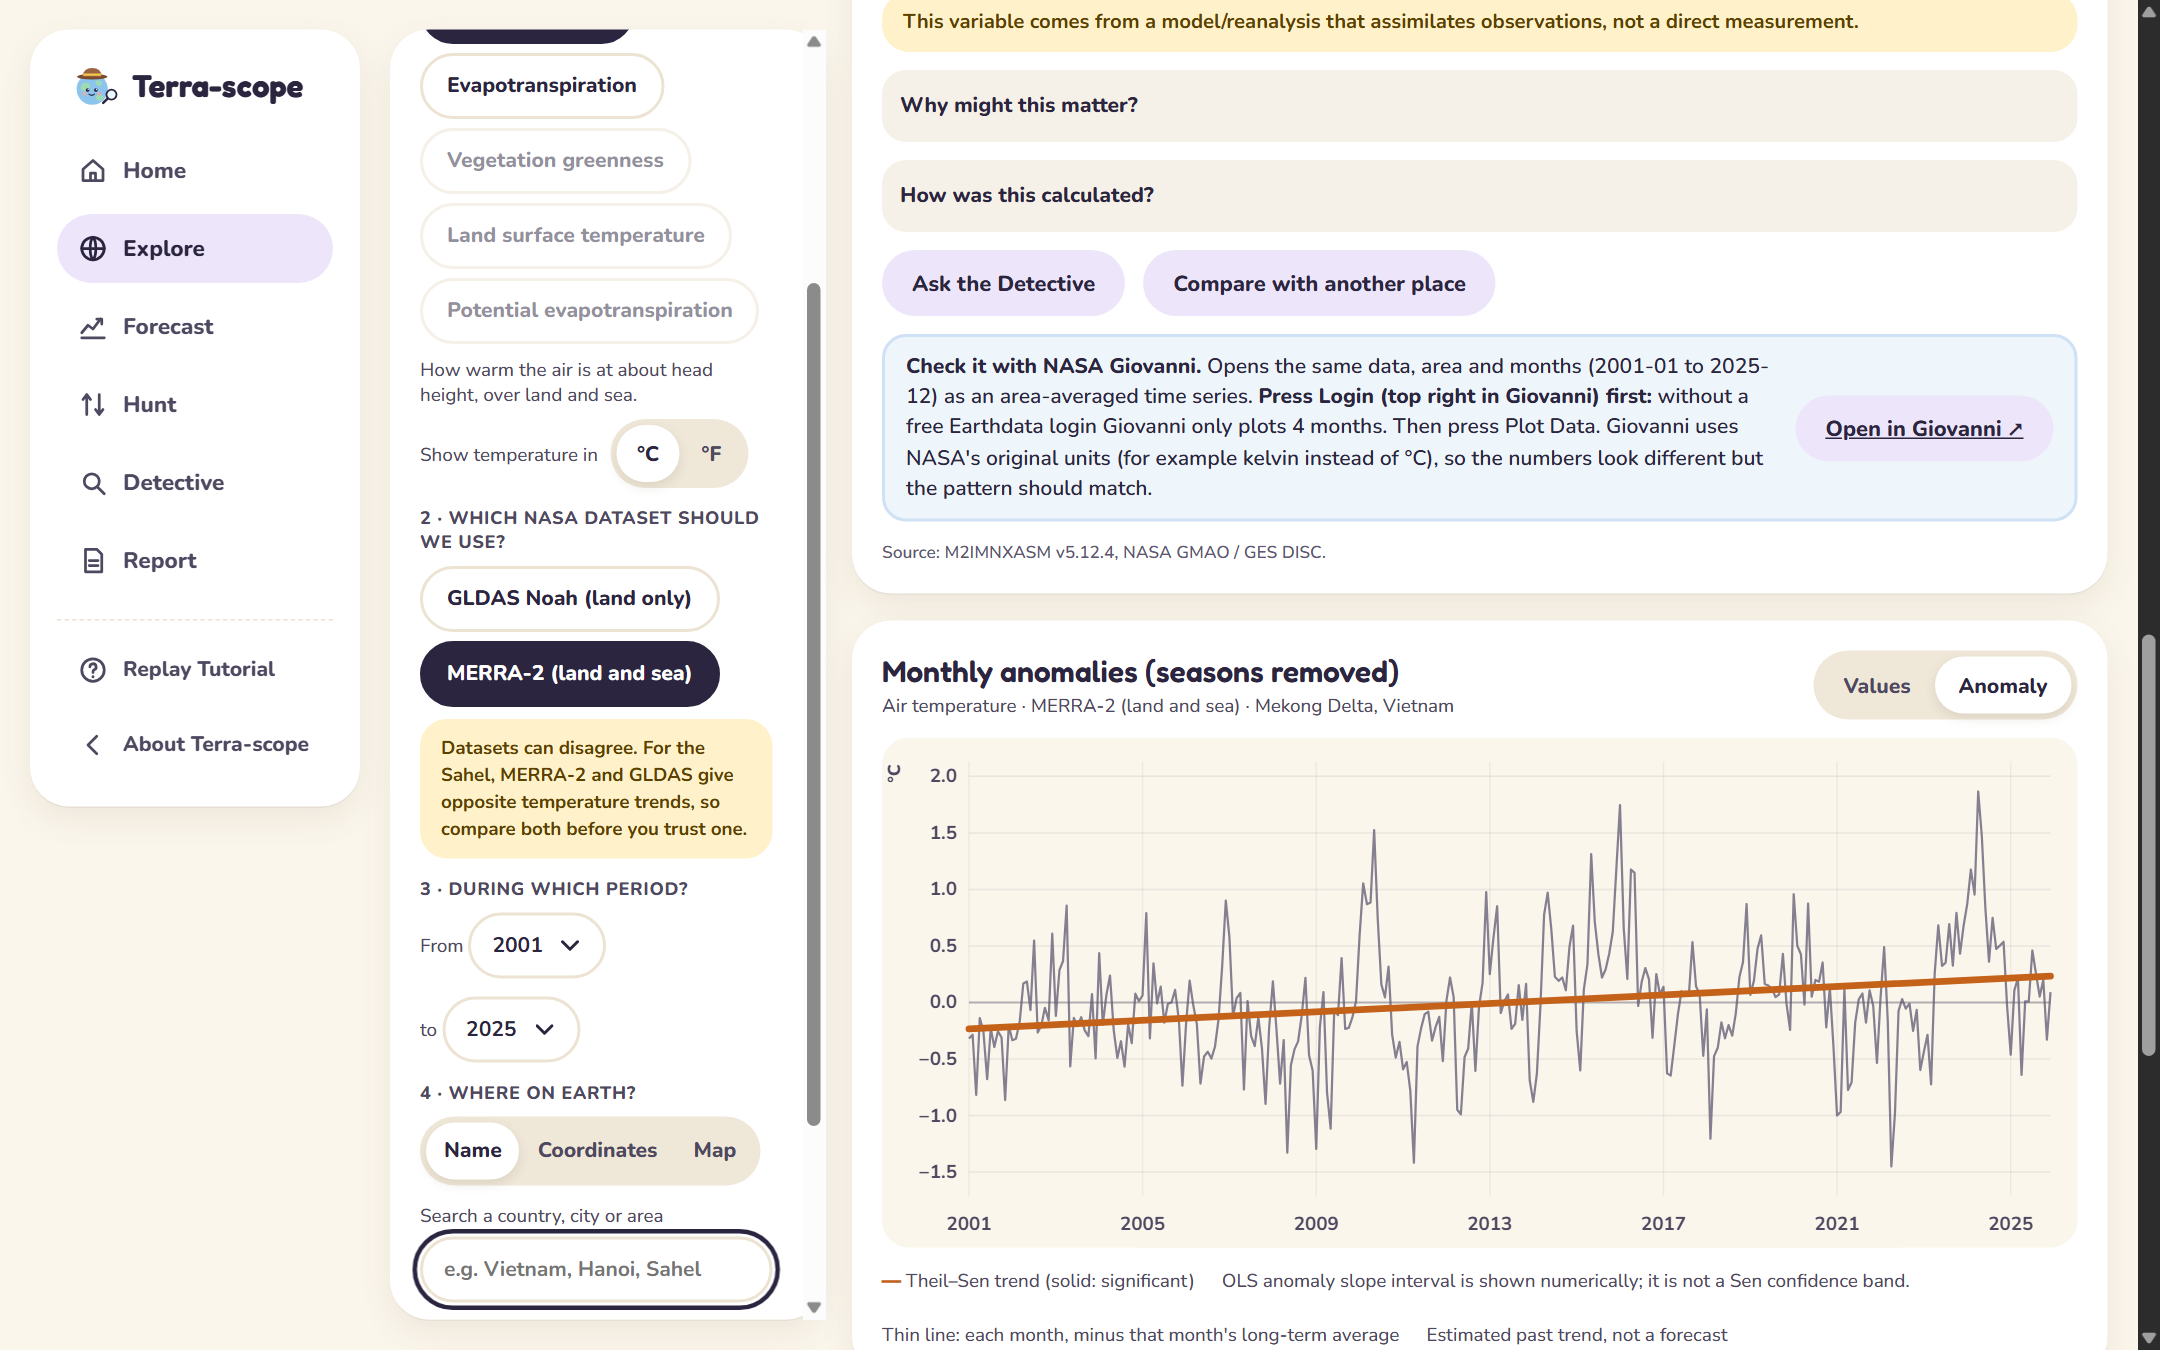 Terra-scope
Home
Explore
Forecast
Hunt
Detective
Report
Replay Tutorial
About Terra-scope
Evapotranspiration
Vegetation greenness
Land surface temperature
Potential evapotranspiration
How warm the air is at about head
height, over land and sea.
Show temperature in °C °F
2 · WHICH NASA DATASET SHOULD
WE USE?
GLDAS Noah (land only)
MERRA-2 (land and sea)
Datasets can disagree. For the
Sahel, MERRA-2 and GLDAS give
opposite temperature trends, so
compare both before you trust one.
3 · DURING WHICH PERIOD?
From 2001
to 2025
4 · WHERE ON EARTH?
Name Coordinates Map
Search a country, city or area
e.g. Vietnam, Hanoi, Sahel
This variable comes from a model/reanalysis that assimilates observations, not a direct measurement.
Why might this matter?
How was this calculated?
Ask the Detective Compare with another place
Check it with NASA Giovanni. Opens the same data, area and months (2001-01 to 2025-
12) as an area-averaged time series. Press Login (top right in Giovanni) first: without a
free Earthdata login Giovanni only plots 4 months. Then press Plot Data. Giovanni uses
NASA's original units (for example kelvin instead of °C), so the numbers look different but
the pattern should match.
Open in Giovanni ↗
Source: M2IMNXASM v5.12.4, NASA GMAO / GES DISC.
Monthly anomalies (seasons removed)
Air temperature · MERRA-2 (land and sea) · Mekong Delta, Vietnam
Values Anomaly
°C
2.0
1.5
1.0
0.5
0.0
−0.5
−1.0
−1.5
2001 2005 2009 2013 2017 2021 2025
Theil–Sen trend (solid: significant) OLS anomaly slope interval is shown numerically; it is not a Sen confidence band.
Thin line: each month, minus that month's long-term average Estimated past trend, not a forecast